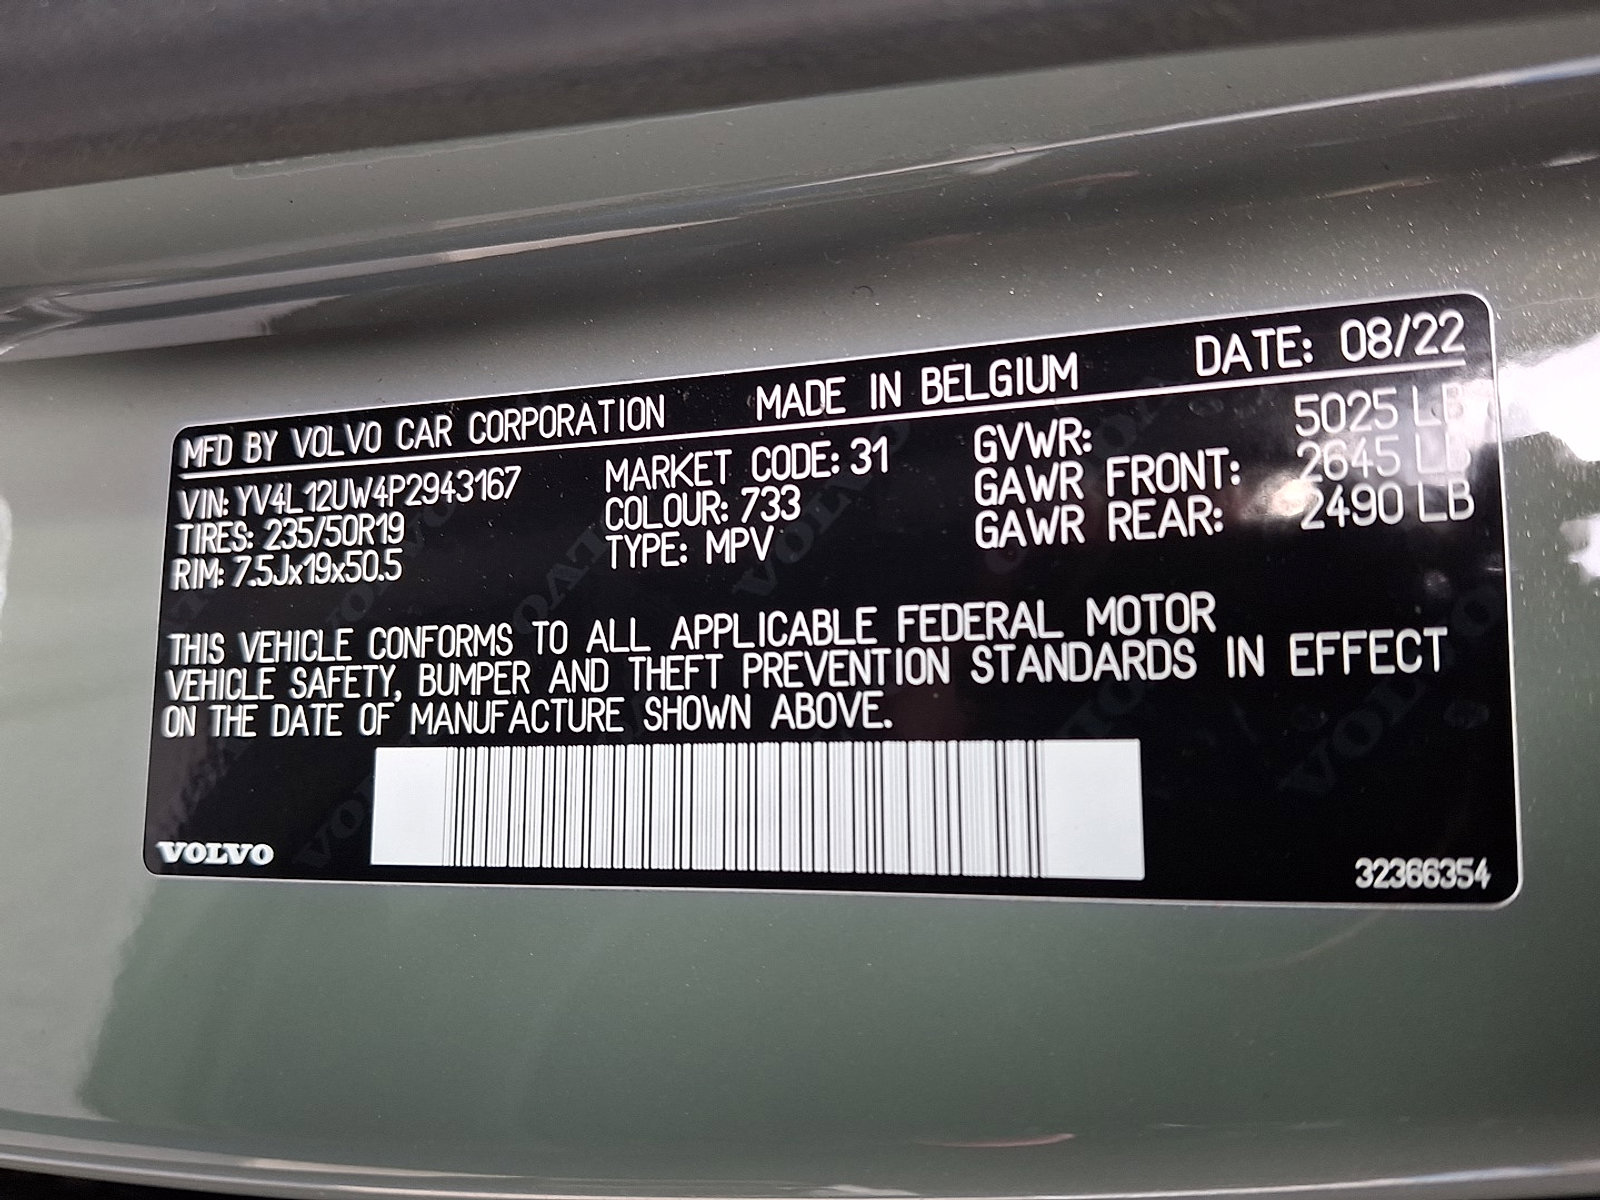 MFD BY VOLVO CAR CORPORATION MADE IN BELGIUM DATE: 08/22
VIN: YV4L12UW4P2943167 MARKET CODE: 31 GVWR: 5025 LB
TIRES: 235/50R19 COLOUR: 733 GAWR FRONT: 2645 LB
RIM: 7.5Jx19x50.5 TYPE: MPV GAWR REAR: 2490 LB
THIS VEHICLE CONFORMS TO ALL APPLICABLE FEDERAL MOTOR
VEHICLE SAFETY, BUMPER AND THEFT PREVENTION STANDARDS IN EFFECT
ON THE DATE OF MANUFACTURE SHOWN ABOVE.
VOLVO 32366354